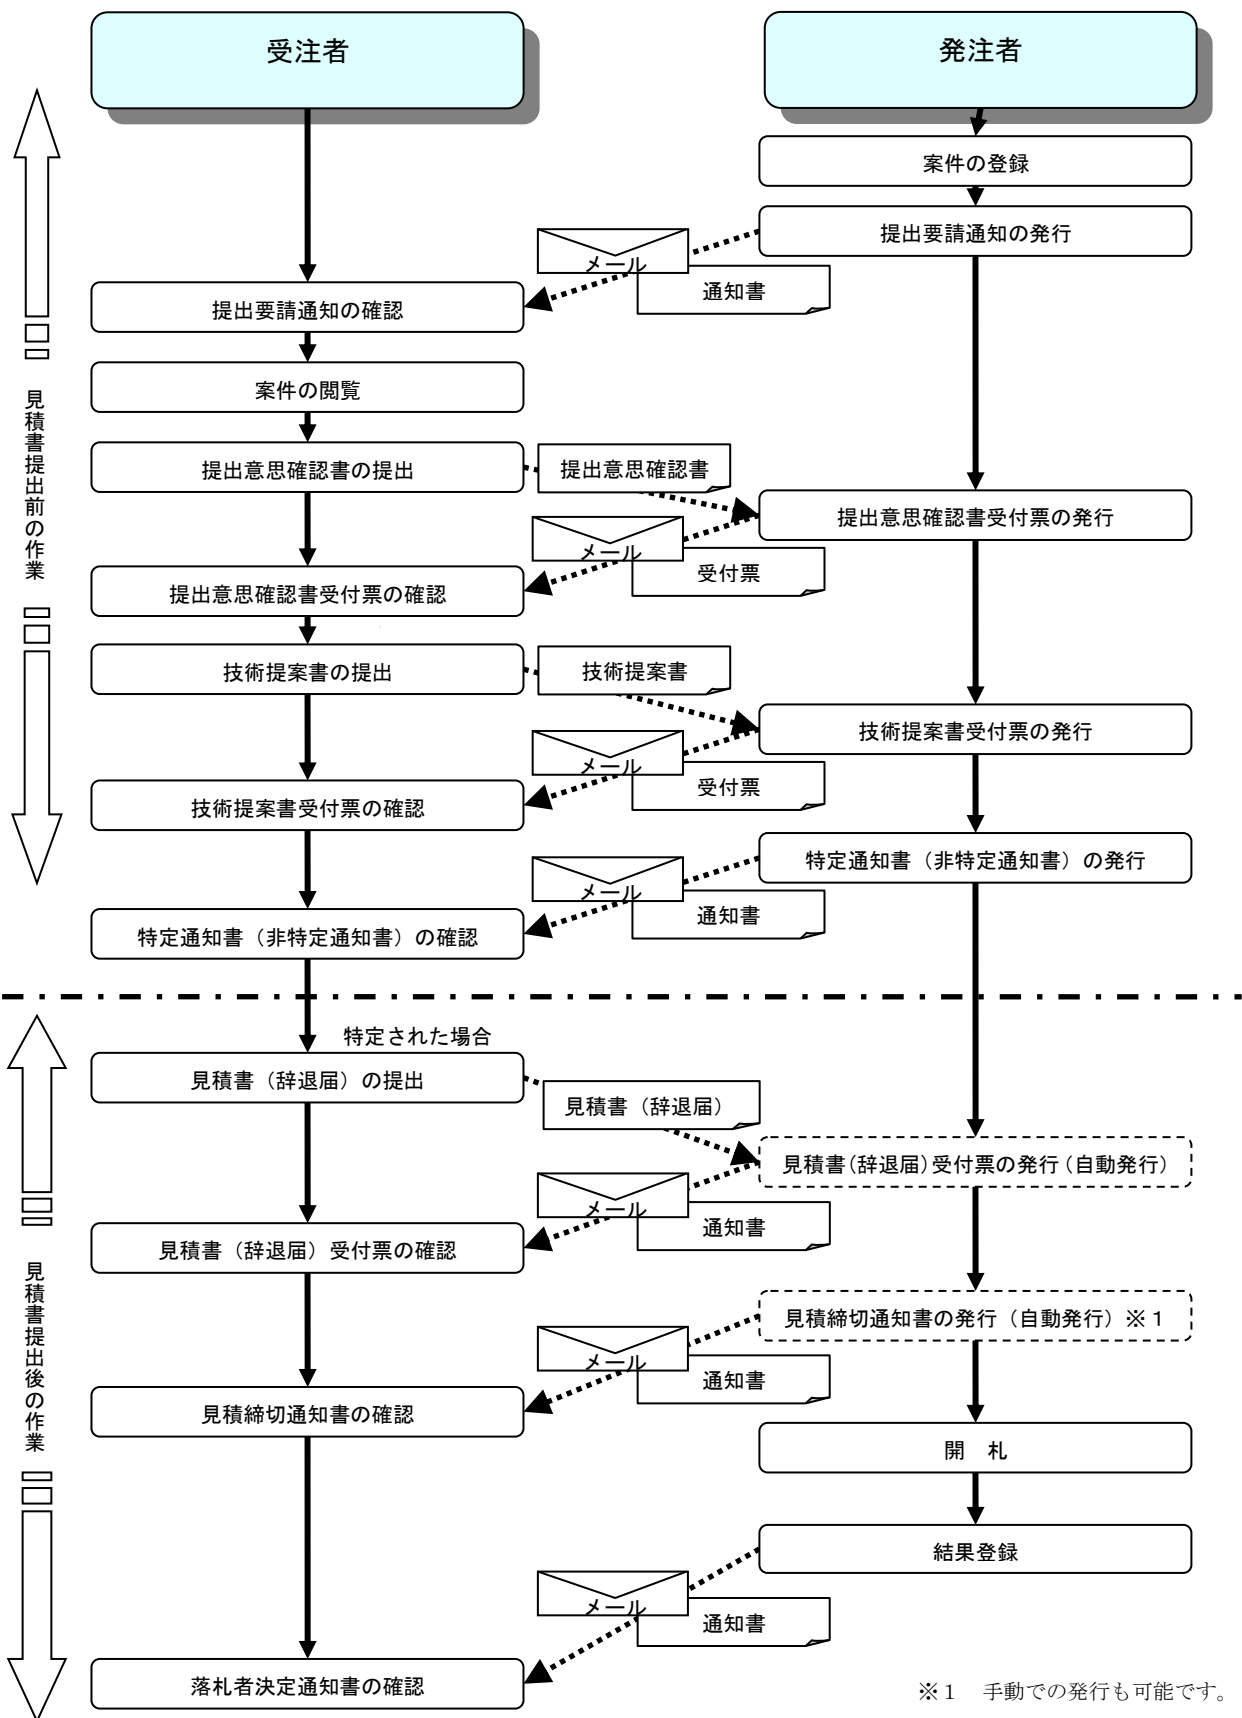 受注者
発注者
案件の登録
提出要請通知の発行
メール
通知書
提出要請通知の確認
案件の閲覧
見積書提出前の作業
提出意思確認書の提出
提出意思確認書
提出意思確認書受付票の発行
メール
受付票
提出意思確認書受付票の確認
技術提案書の提出
技術提案書
技術提案書受付票の発行
メール
受付票
技術提案書受付票の確認
特定通知書（非特定通知書）の発行
メール
通知書
特定通知書（非特定通知書）の確認
特定された場合
見積書（辞退届）の提出
見積書（辞退届）
見積書（辞退届）受付票の発行（自動発行）
メール
通知書
見積書（辞退届）受付票の確認
見積書提出後の作業
見積締切通知書の発行（自動発行）※１
メール
通知書
見積締切通知書の確認
開　札
結果登録
メール
通知書
落札者決定通知書の確認
※１　手動での発行も可能です。